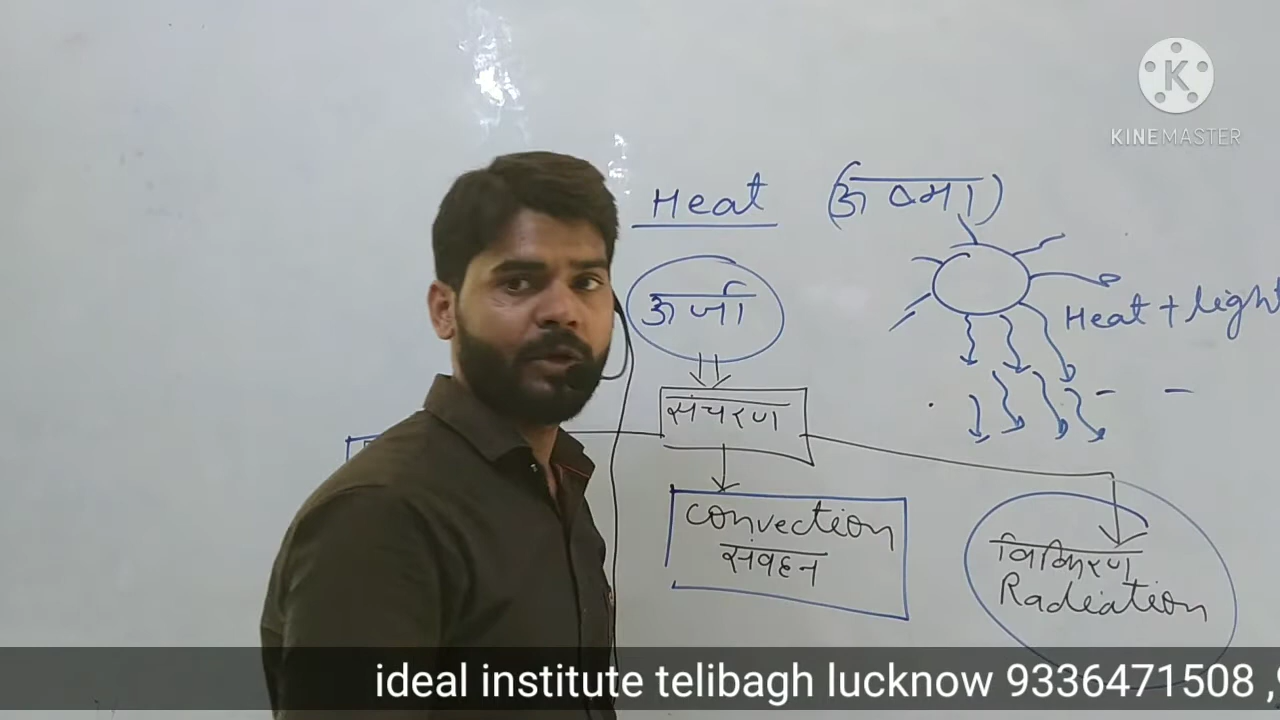 KINEMASTER
Heat (ऊष्मा)
ऊर्जा
Heat + light
संचरण
convection
संवहन
विकिरण
Radiation
ideal institute telibagh lucknow 9336471508 ,